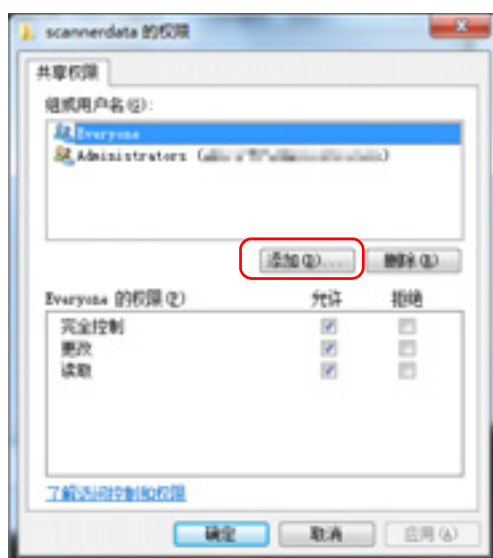 scannerdata 的权限
共享权限
组或用户名(G):
Everyone
Administrators (
添加(D)... 删除(R)
Everyone 的权限(P) 允许 拒绝
完全控制
更改
读取
了解访问控制和权限
确定 取消 应用(A)